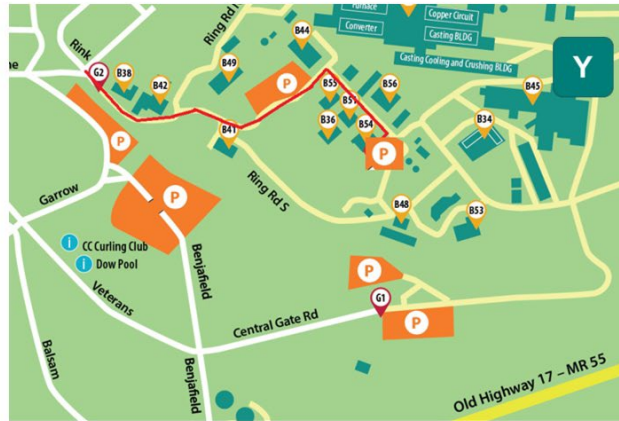 Furnace
Copper Circuit
Converter
Casting BLDG
Casting Cooling and Crushing BLDG
Y
Rink
Ring Rd
B44
G2
B38
B42
B49
P
B55
B51
B56
B45
P
B41
B36
B54
B34
P
Garrow
P
Ring Rd S
B48
B53
CC Curling Club
Dow Pool
Benjafield
P
G1
Veterans
Central Gate Rd
P
Balsam
Benjafield
Old Highway 17 – MR 55